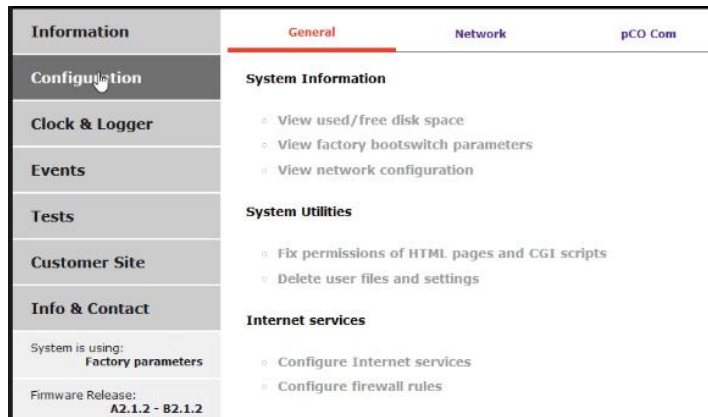 Information
Configuration
Clock & Logger
Events
Tests
Customer Site
Info & Contact
System is using:
Factory parameters
Firmware Release:
A2.1.2 - B2.1.2
General Network pCO Com
System Information
View used/free disk space
View factory bootswitch parameters
View network configuration
System Utilities
Fix permissions of HTML pages and CGI scripts
Delete user files and settings
Internet services
Configure Internet services
Configure firewall rules